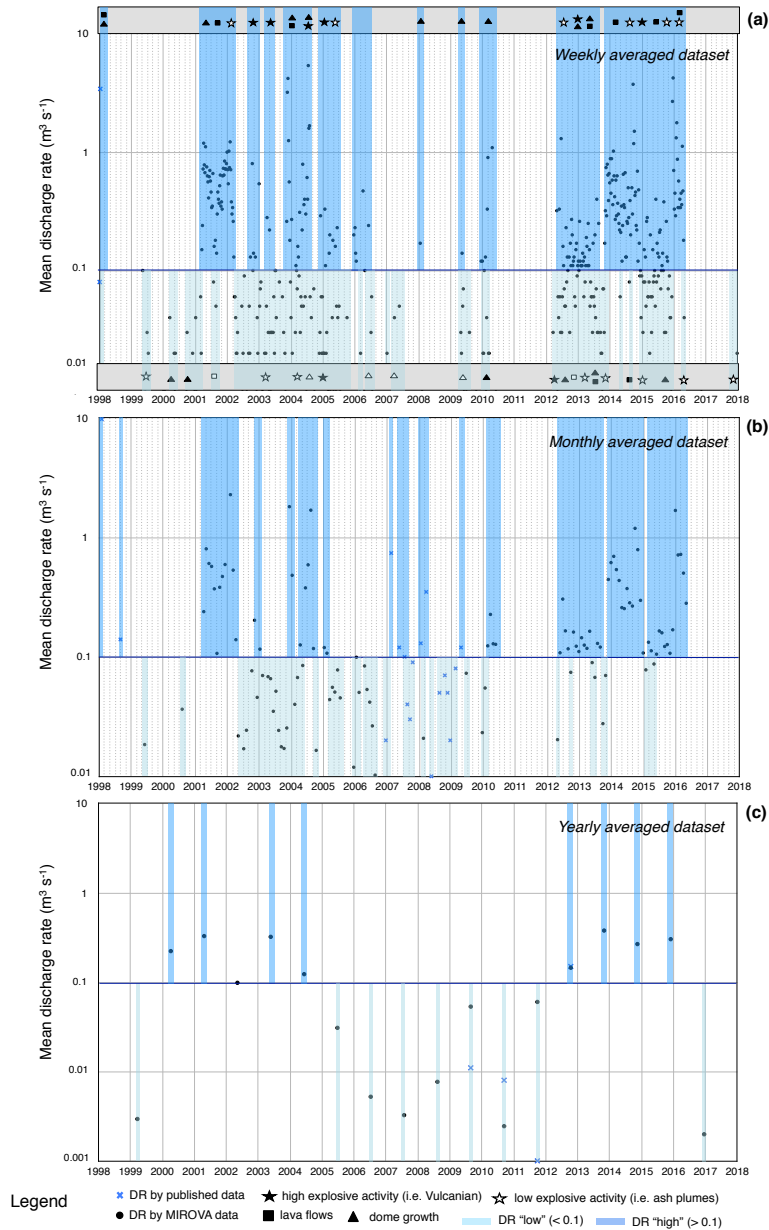 (a)
Weekly averaged dataset
Mean discharge rate (m³ s⁻¹)
10
1
0.1
0.01
1998 1999 2000 2001 2002 2003 2004 2005 2006 2007 2008 2009 2010 2011 2012 2013 2014 2015 2016 2017 2018
(b)
Monthly averaged dataset
Mean discharge rate (m³ s⁻¹)
10
1
0.1
0.01
1998 1999 2000 2001 2002 2003 2004 2005 2006 2007 2008 2009 2010 2011 2012 2013 2014 2015 2016 2017 2018
(c)
Yearly averaged dataset
Mean discharge rate (m³ s⁻¹)
10
1
0.1
0.01
0.001
1998 1999 2000 2001 2002 2003 2004 2005 2006 2007 2008 2009 2010 2011 2012 2013 2014 2015 2016 2017 2018
Legend
DR by published data
high explosive activity (i.e. Vulcanian)
low explosive activity (i.e. ash plumes)
DR by MIROVA data
lava flows
dome growth
DR "low" (< 0.1)
DR "high" (> 0.1)